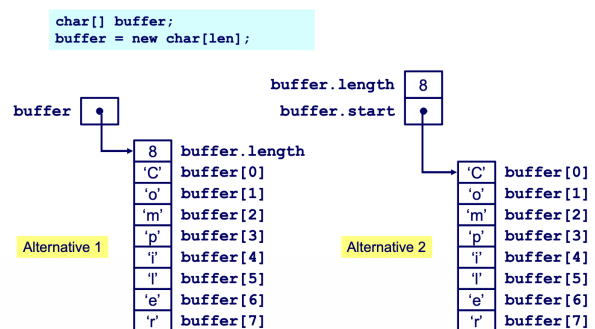 char[] buffer;
buffer = new char[len];
buffer.length 8
buffer buffer.start
8 buffer.length
‘C’ buffer[0] ‘C’ buffer[0]
‘o’ buffer[1] ‘o’ buffer[1]
‘m’ buffer[2] ‘m’ buffer[2]
‘p’ buffer[3] ‘p’ buffer[3]
Alternative 1 ‘i’ buffer[4] Alternative 2 ‘i’ buffer[4]
‘l’ buffer[5] ‘l’ buffer[5]
‘e’ buffer[6] ‘e’ buffer[6]
‘r’ buffer[7] ‘r’ buffer[7]